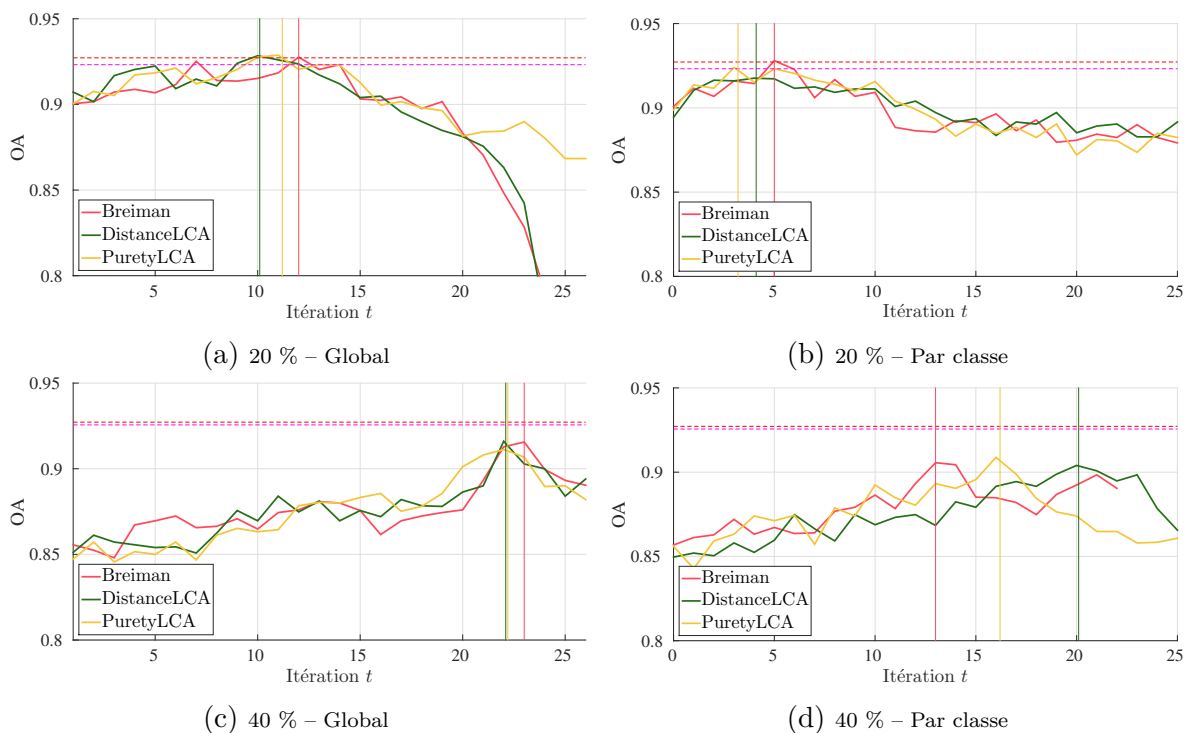 0.95
0.9
0.85
0.8
OA
5
10
15
20
25
Itération t
Breiman
DistanceLCA
PuretyLCA
(a) 20 % – Global
0.95
0.9
0.85
0.8
OA
0
5
10
15
20
25
Itération t
Breiman
DistanceLCA
PuretyLCA
(b) 20 % – Par classe
0.95
0.9
0.85
0.8
OA
5
10
15
20
25
Itération t
Breiman
DistanceLCA
PuretyLCA
(c) 40 % – Global
0.95
0.9
0.85
0.8
OA
0
5
10
15
20
25
Itération t
Breiman
DistanceLCA
PuretyLCA
(d) 40 % – Par classe